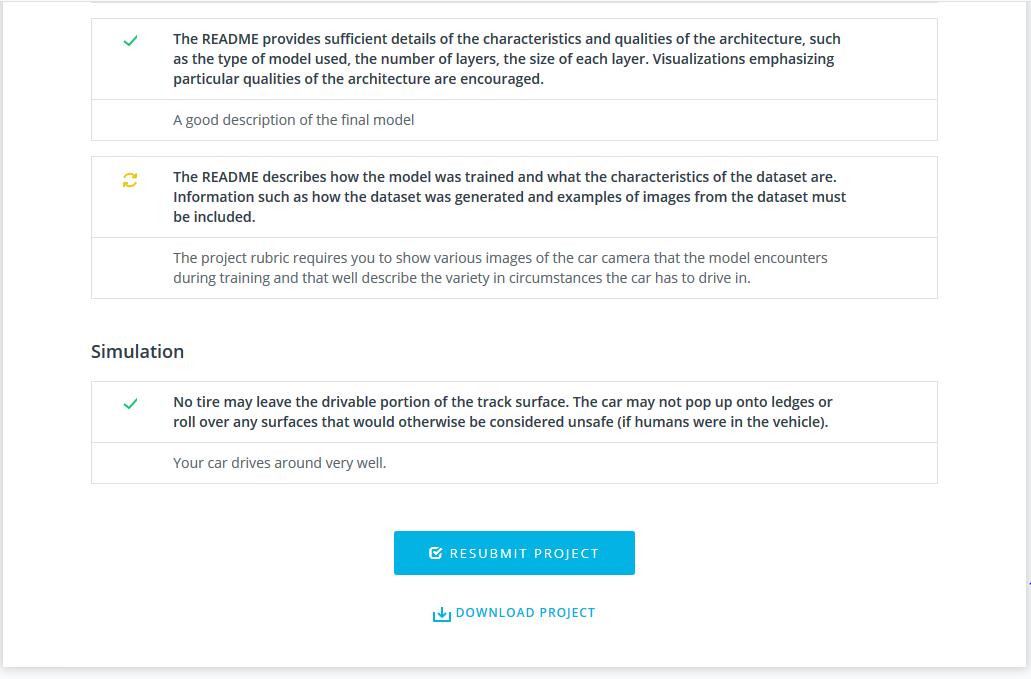 The README provides sufficient details of the characteristics and qualities of the architecture, such
as the type of model used, the number of layers, the size of each layer. Visualizations emphasizing
particular qualities of the architecture are encouraged.
A good description of the final model
The README describes how the model was trained and what the characteristics of the dataset are.
Information such as how the dataset was generated and examples of images from the dataset must
be included.
The project rubric requires you to show various images of the car camera that the model encounters
during training and that well describe the variety in circumstances the car has to drive in.
Simulation
No tire may leave the drivable portion of the track surface. The car may not pop up onto ledges or
roll over any surfaces that would otherwise be considered unsafe (if humans were in the vehicle).
Your car drives around very well.
RESUBMIT PROJECT
DOWNLOAD PROJECT